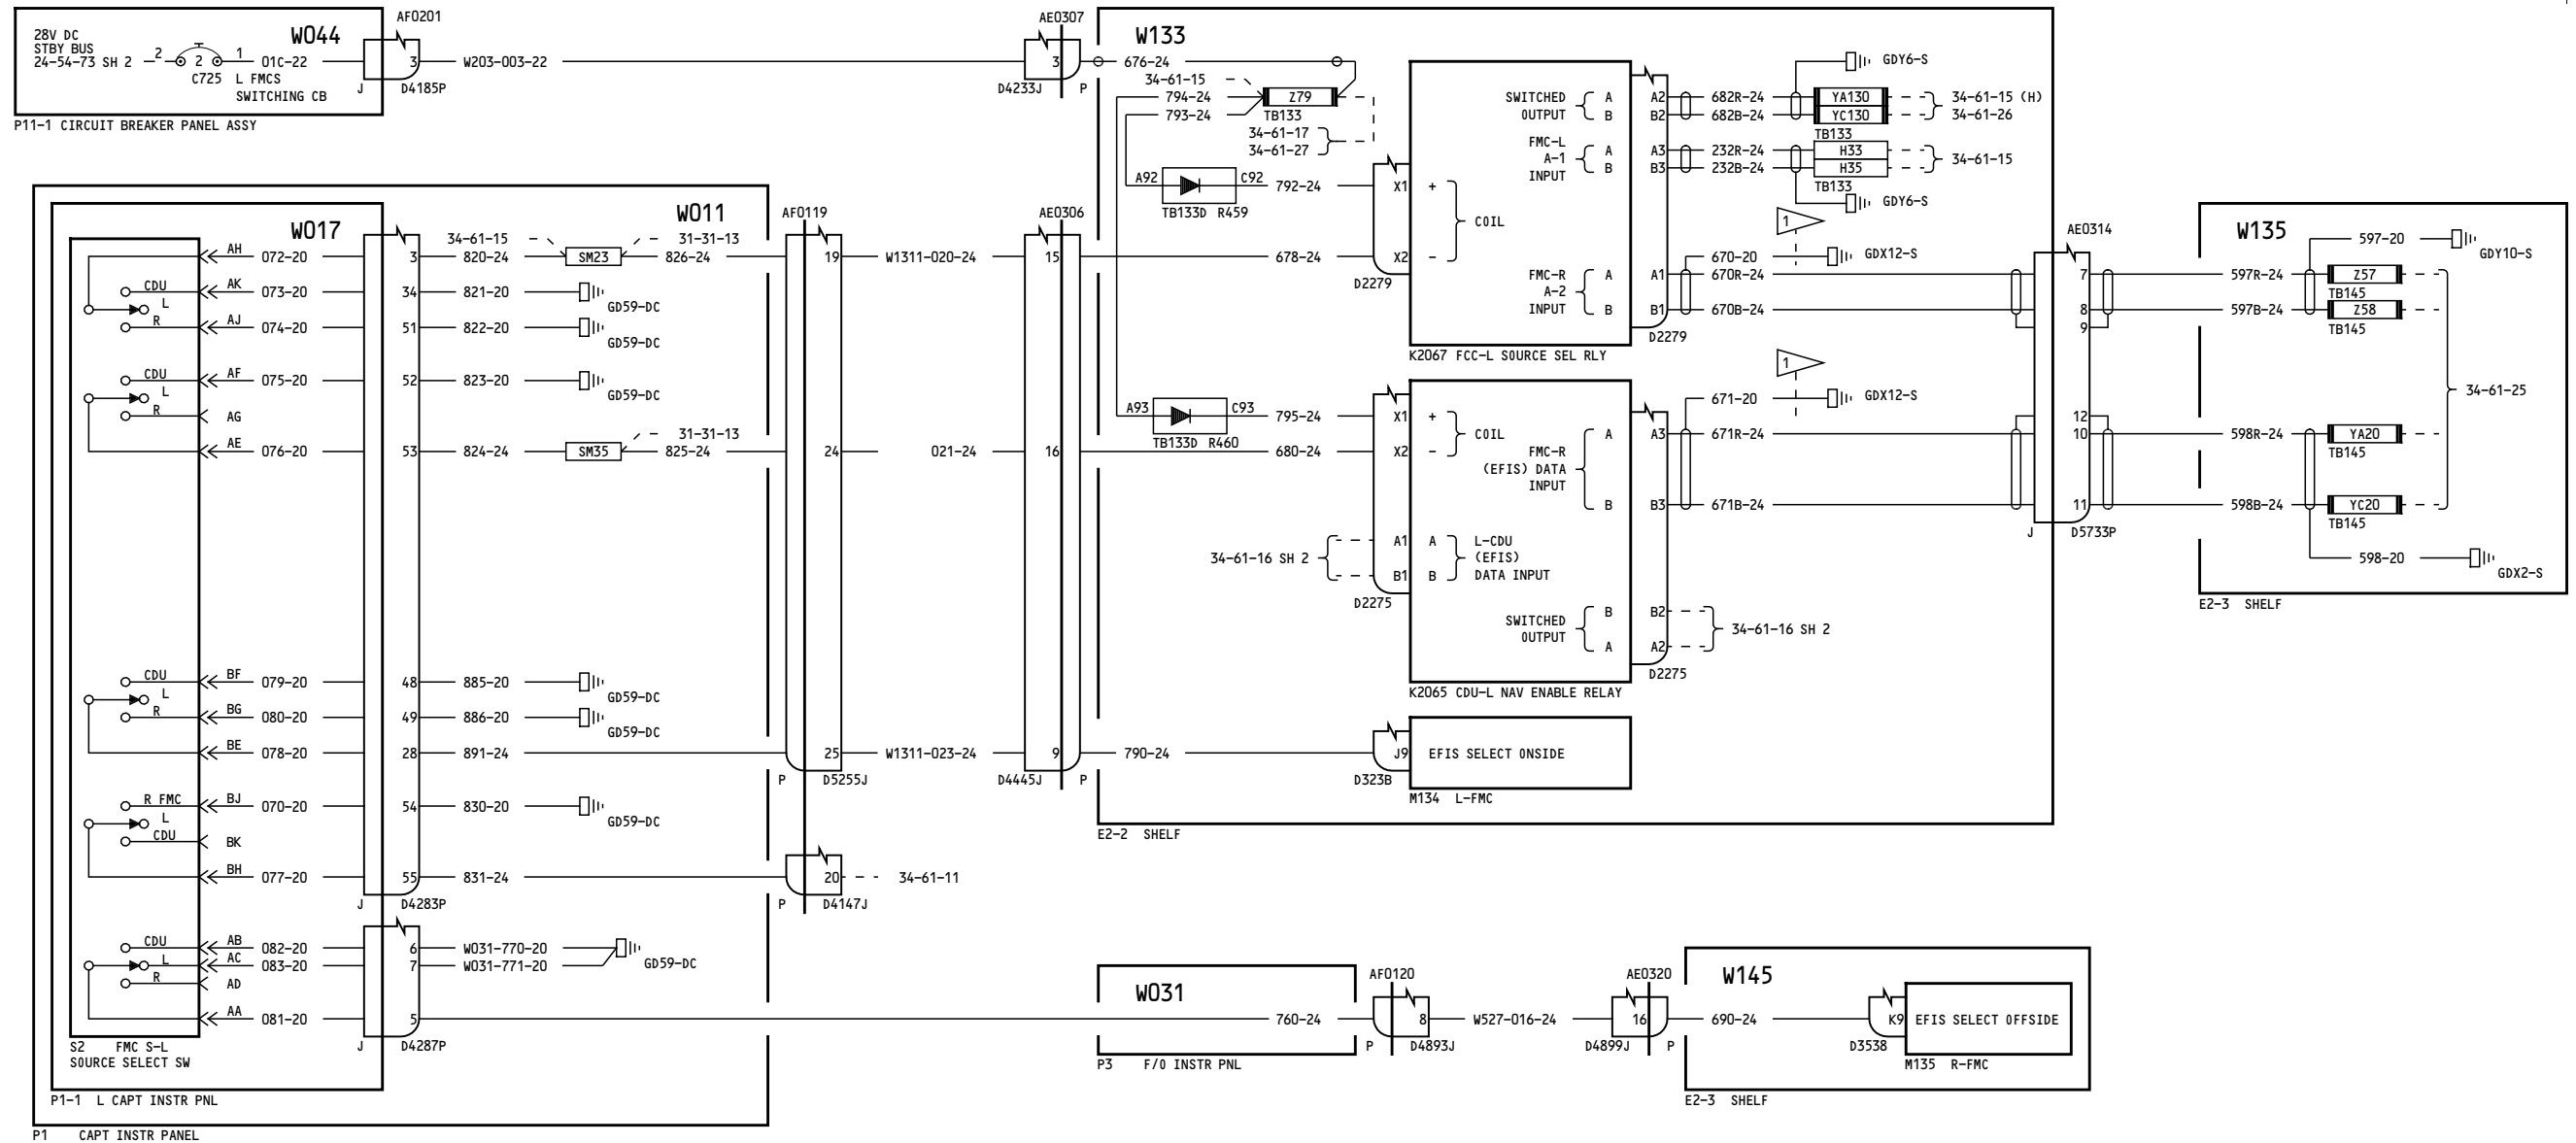 28V DC
STBY BUS
24-54-73 SH 2
2
2
1
C725
01C-22
L FMCS
SWITCHING CB
W044
AF0201
3
J
D4185P
P11-1 CIRCUIT BREAKER PANEL ASSY
W203-003-22
AE0307
3
D4233J
P
W133
676-24
34-61-15
794-24
793-24
Z79
TB133
34-61-17
34-61-27
A92
C92
792-24
TB133D R459
X1
+
COIL
X2
-
D2279
SWITCHED
OUTPUT
A
B
A2
B2
FMC-L
A-1
INPUT
A
B
A3
B3
FMC-R
A-2
INPUT
A
B
A1
B1
D2279
K2067 FCC-L SOURCE SEL RLY
GDY6-S
682R-24
682B-24
YA130
YC130
TB133
34-61-15 (H)
34-61-26
232R-24
232B-24
H33
H35
TB133
34-61-15
GDY6-S
1
670-20
GDX12-S
670R-24
670B-24
AE0314
7
8
9
12
10
11
J
D5733P
W135
597-20
GDY10-S
597R-24
Z57
TB145
597B-24
Z58
TB145
34-61-25
598R-24
YA20
TB145
598B-24
YC20
TB145
598-20
GDX2-S
E2-3 SHELF
1
671-20
GDX12-S
671R-24
671B-24
W011
W017
AF0119
AE0306
AH
072-20
3
34-61-15
820-24
SM23
31-31-13
826-24
19
W1311-020-24
15
678-24
CDU
AK
073-20
34
821-20
GD59-DC
L
R
AJ
074-20
51
822-20
GD59-DC
CDU
AF
075-20
52
823-20
GD59-DC
L
R
AG
AE
076-20
53
824-24
SM35
31-31-13
825-24
24
021-24
16
680-24
A93
C93
795-24
TB133D R460
X1
+
COIL
X2
-
FMC-R
(EFIS) DATA
INPUT
A
B
A3
B3
34-61-16 SH 2
A1
B1
A
B
L-CDU
(EFIS)
DATA INPUT
D2275
SWITCHED
OUTPUT
B
A
B2
A2
34-61-16 SH 2
D2275
K2065 CDU-L NAV ENABLE RELAY
CDU
BF
079-20
48
885-20
GD59-DC
L
R
BG
080-20
49
886-20
GD59-DC
BE
078-20
28
891-24
25
W1311-023-24
9
790-24
J9
EFIS SELECT ONSIDE
P
D5255J
D4445J
P
D323B
M134 L-FMC
E2-2 SHELF
R FMC
BJ
070-20
54
830-20
GD59-DC
L
CDU
BK
BH
077-20
55
831-24
20
34-61-11
J
D4283P
P
D4147J
CDU
AB
082-20
6
W031-770-20
L
AC
083-20
7
W031-771-20
GD59-DC
R
AD
AA
081-20
5
J
D4287P
S2 FMC S-L
SOURCE SELECT SW
P1-1 L CAPT INSTR PNL
P1 CAPT INSTR PANEL
W031
760-24
P3 F/O INSTR PNL
AF0120
8
P
D4893J
W527-016-24
AE0320
16
D4899J
P
W145
690-24
K9
EFIS SELECT OFFSIDE
D3538
M135 R-FMC
E2-3 SHELF